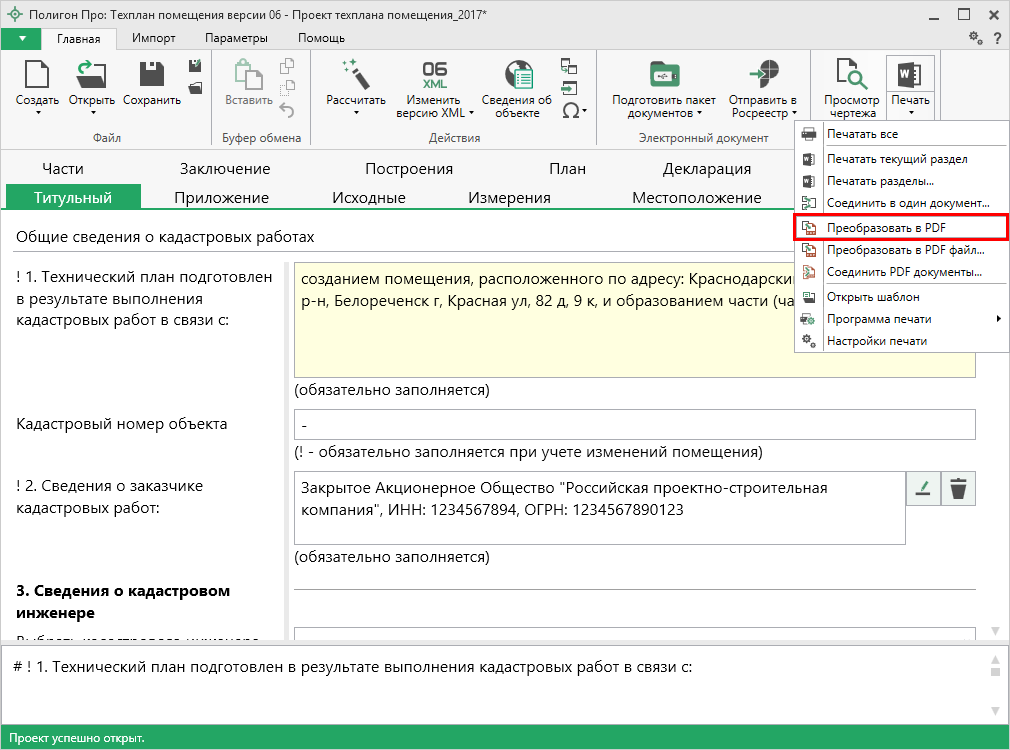 Полигон Про: Техплан помещения версии 06 - Проект техплана помещения_2017*
Главная Импорт Параметры Помощь
?
Создать Открыть Сохранить
Файл
Вставить
Буфер обмена
Рассчитать
06 XML
Изменить
версию XML
Сведения об
объекте
Ω
Действия
Подготовить пакет
документов
Отправить в
Росреестр
Электронный документ
Просмотр
чертежа
W
Печать
Печатать все
Печатать текущий раздел
Печатать разделы...
Соединить в один документ...
Преобразовать в PDF
Преобразовать в PDF файл...
Соединить PDF документы...
Открыть шаблон
Программа печати
Настройки печати
Части Заключение Построения План Декларация
Титульный Приложение Исходные Измерения Местоположение
Общие сведения о кадастровых работах
! 1. Технический план подготовлен
в результате выполнения
кадастровых работ в связи с:
созданием помещения, расположенного по адресу: Краснодарски
р-н, Белореченск г, Красная ул, 82 д, 9 к, и образованием части (ча
(обязательно заполняется)
Кадастровый номер объекта
-
(! - обязательно заполняется при учете изменений помещения)
! 2. Сведения о заказчике
кадастровых работ:
Закрытое Акционерное Общество "Российская проектно-строительная
компания", ИНН: 1234567894, ОГРН: 1234567890123
(обязательно заполняется)
3. Сведения о кадастровом
инженере
# ! 1. Технический план подготовлен в результате выполнения кадастровых работ в связи с:
Проект успешно открыт.